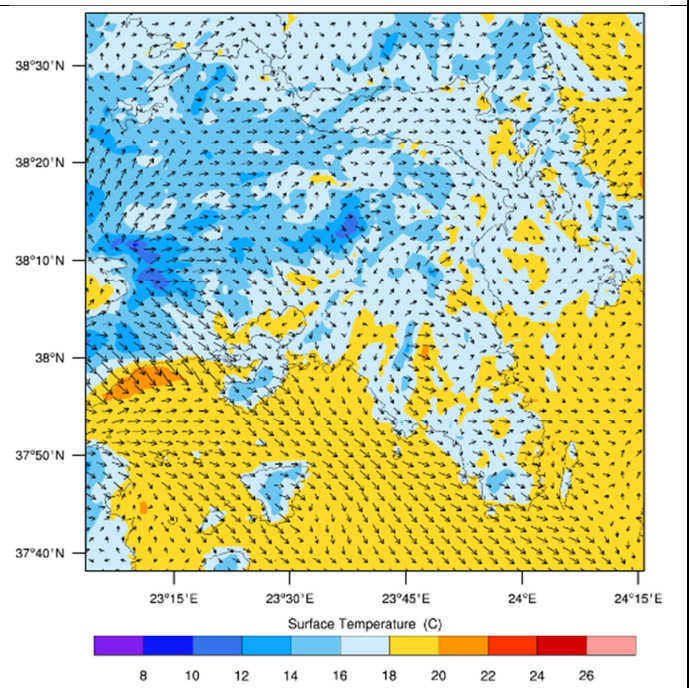 38°30'N
38°20'N
38°10'N
38°N
37°50'N
37°40'N
23°15'E
23°30'E
23°45'E
24°E
24°15'E
Surface Temperature (C)
8 10 12 14 16 18 20 22 24 26